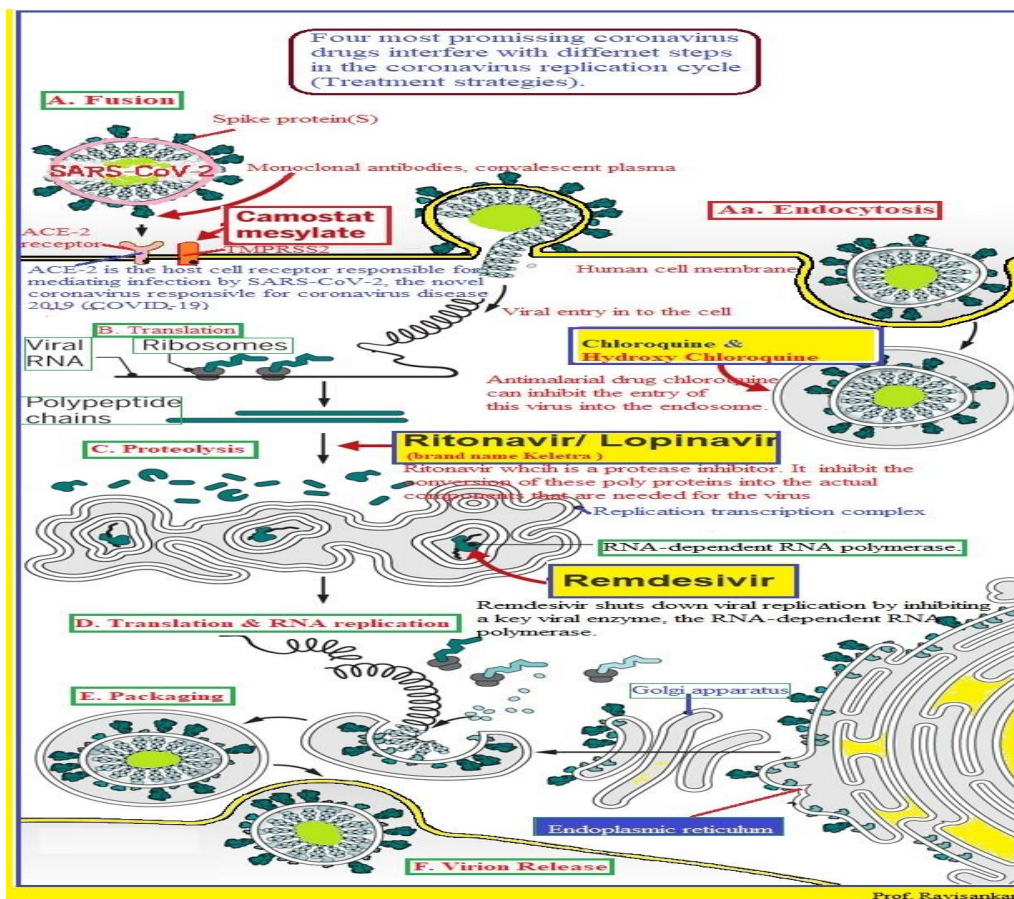 Four most promissing coronavirus
drugs interfere with differnet steps
in the coronavirus replication cycle
(Treatment strategies).
A. Fusion
Spike protein(S)
SARS-CoV-2
Monoclonal antibodies, convalescent plasma
Camostat
mesylate
Aa. Endocytosis
ACE-2
receptor
TMPRSS2
ACE-2 is the host cell receptor responsible for
mediating infection by SARS-CoV-2, the novel
coronavirus responsivle for coronavirus disease
2019 (COVID-19)
Human cell membrane
Viral entry in to the cell
B. Translation
Viral
RNA
Ribosomes
Chloroquine &
Hydroxy Chloroquine
Antimalarial drug chloroquine
can inhibit the entry of
this virus into the endosome.
Polypeptide
chains
C. Proteolysis
Ritonavir/ Lopinavir
(brand name Keletra )
Ritonavir whcih is a protease inhibitor. It inhibit the
conversion of these poly proteins into the actual
components that are needed for the virus
Replication transcription complex
RNA-dependent RNA polymerase.
Remdesivir
Remdesivir shuts down viral replication by inhibiting
a key viral enzyme, the RNA-dependent RNA
polymerase.
D. Translation & RNA replication
E. Packaging
Golgi apparatus
Endoplasmic reticulum
F. Virion Release
Prof. Ravisankar